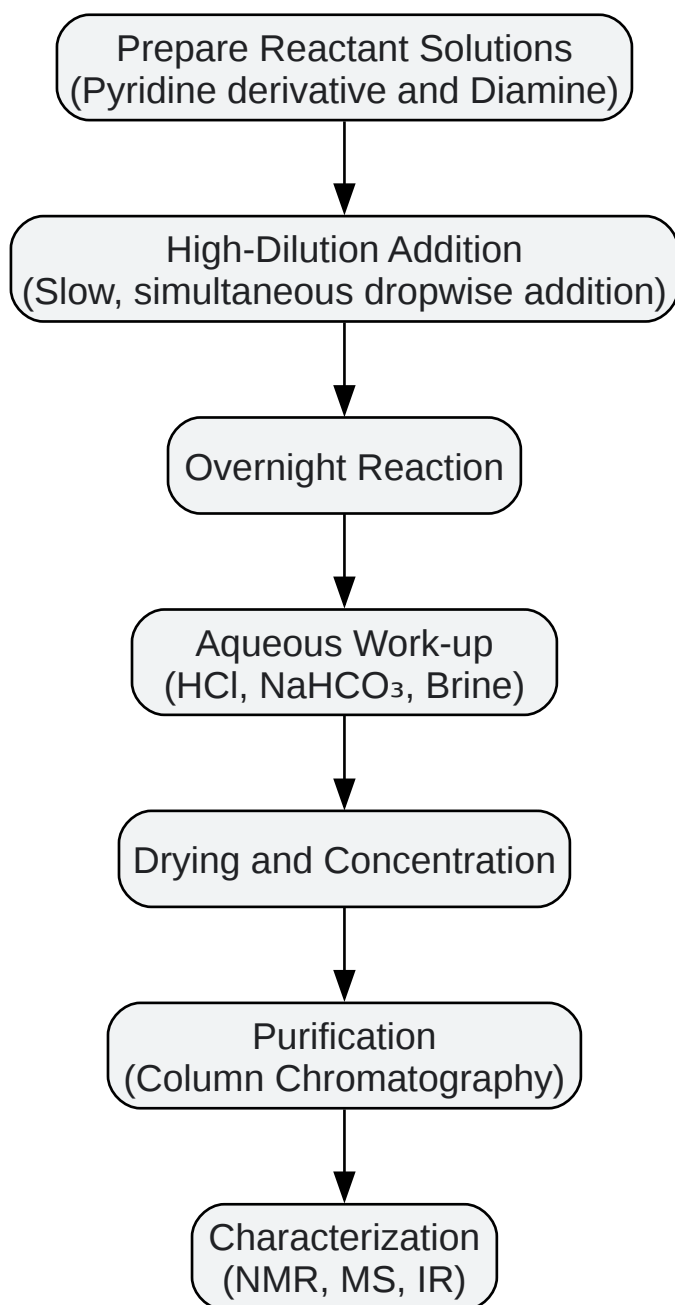 Prepare Reactant Solutions
(Pyridine derivative and Diamine)
High-Dilution Addition
(Slow, simultaneous dropwise addition)
Overnight Reaction
Aqueous Work-up
(HCl, NaHCO₃, Brine)
Drying and Concentration
Purification
(Column Chromatography)
Characterization
(NMR, MS, IR)